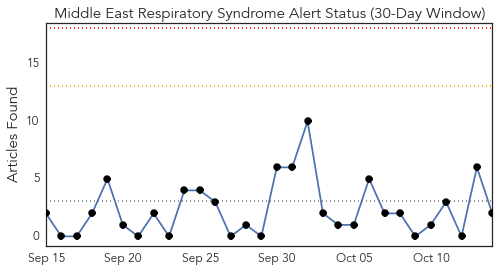 Middle East Respiratory Syndrome Alert Status (30-Day Window)
Articles Found
15
10
5
0
Sep 15 Sep 20 Sep 25 Sep 30 Oct 05 Oct 10